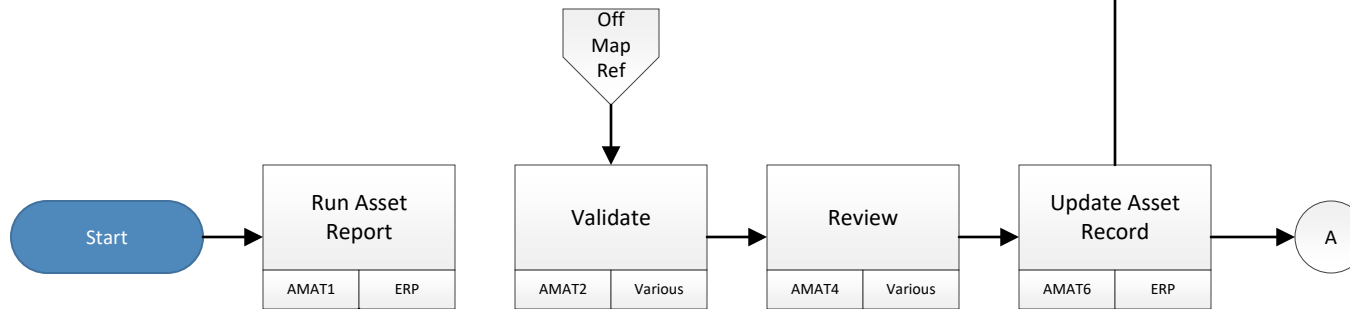 Off
Map
Ref
Start
Run Asset
Report
AMAT1
ERP
Validate
AMAT2
Various
Review
AMAT4
Various
Update Asset
Record
AMAT6
ERP
A